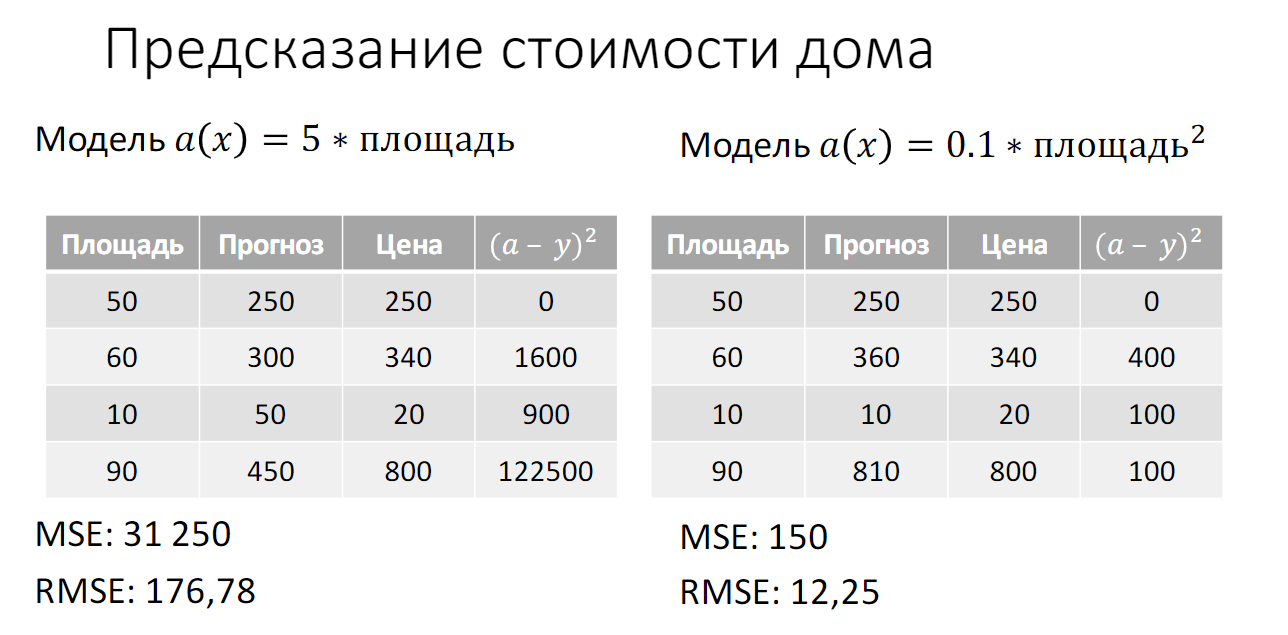 Предсказание стоимости дома
Модель a(x) = 5 ∗ площадь
Площадь Прогноз Цена (a – y)²
50 250 250 0
60 300 340 1600
10 50 20 900
90 450 800 122500
MSE: 31 250
RMSE: 176,78
Модель a(x) = 0.1 ∗ площадь²
Площадь Прогноз Цена (a – y)²
50 250 250 0
60 360 340 400
10 10 20 100
90 810 800 100
MSE: 150
RMSE: 12,25